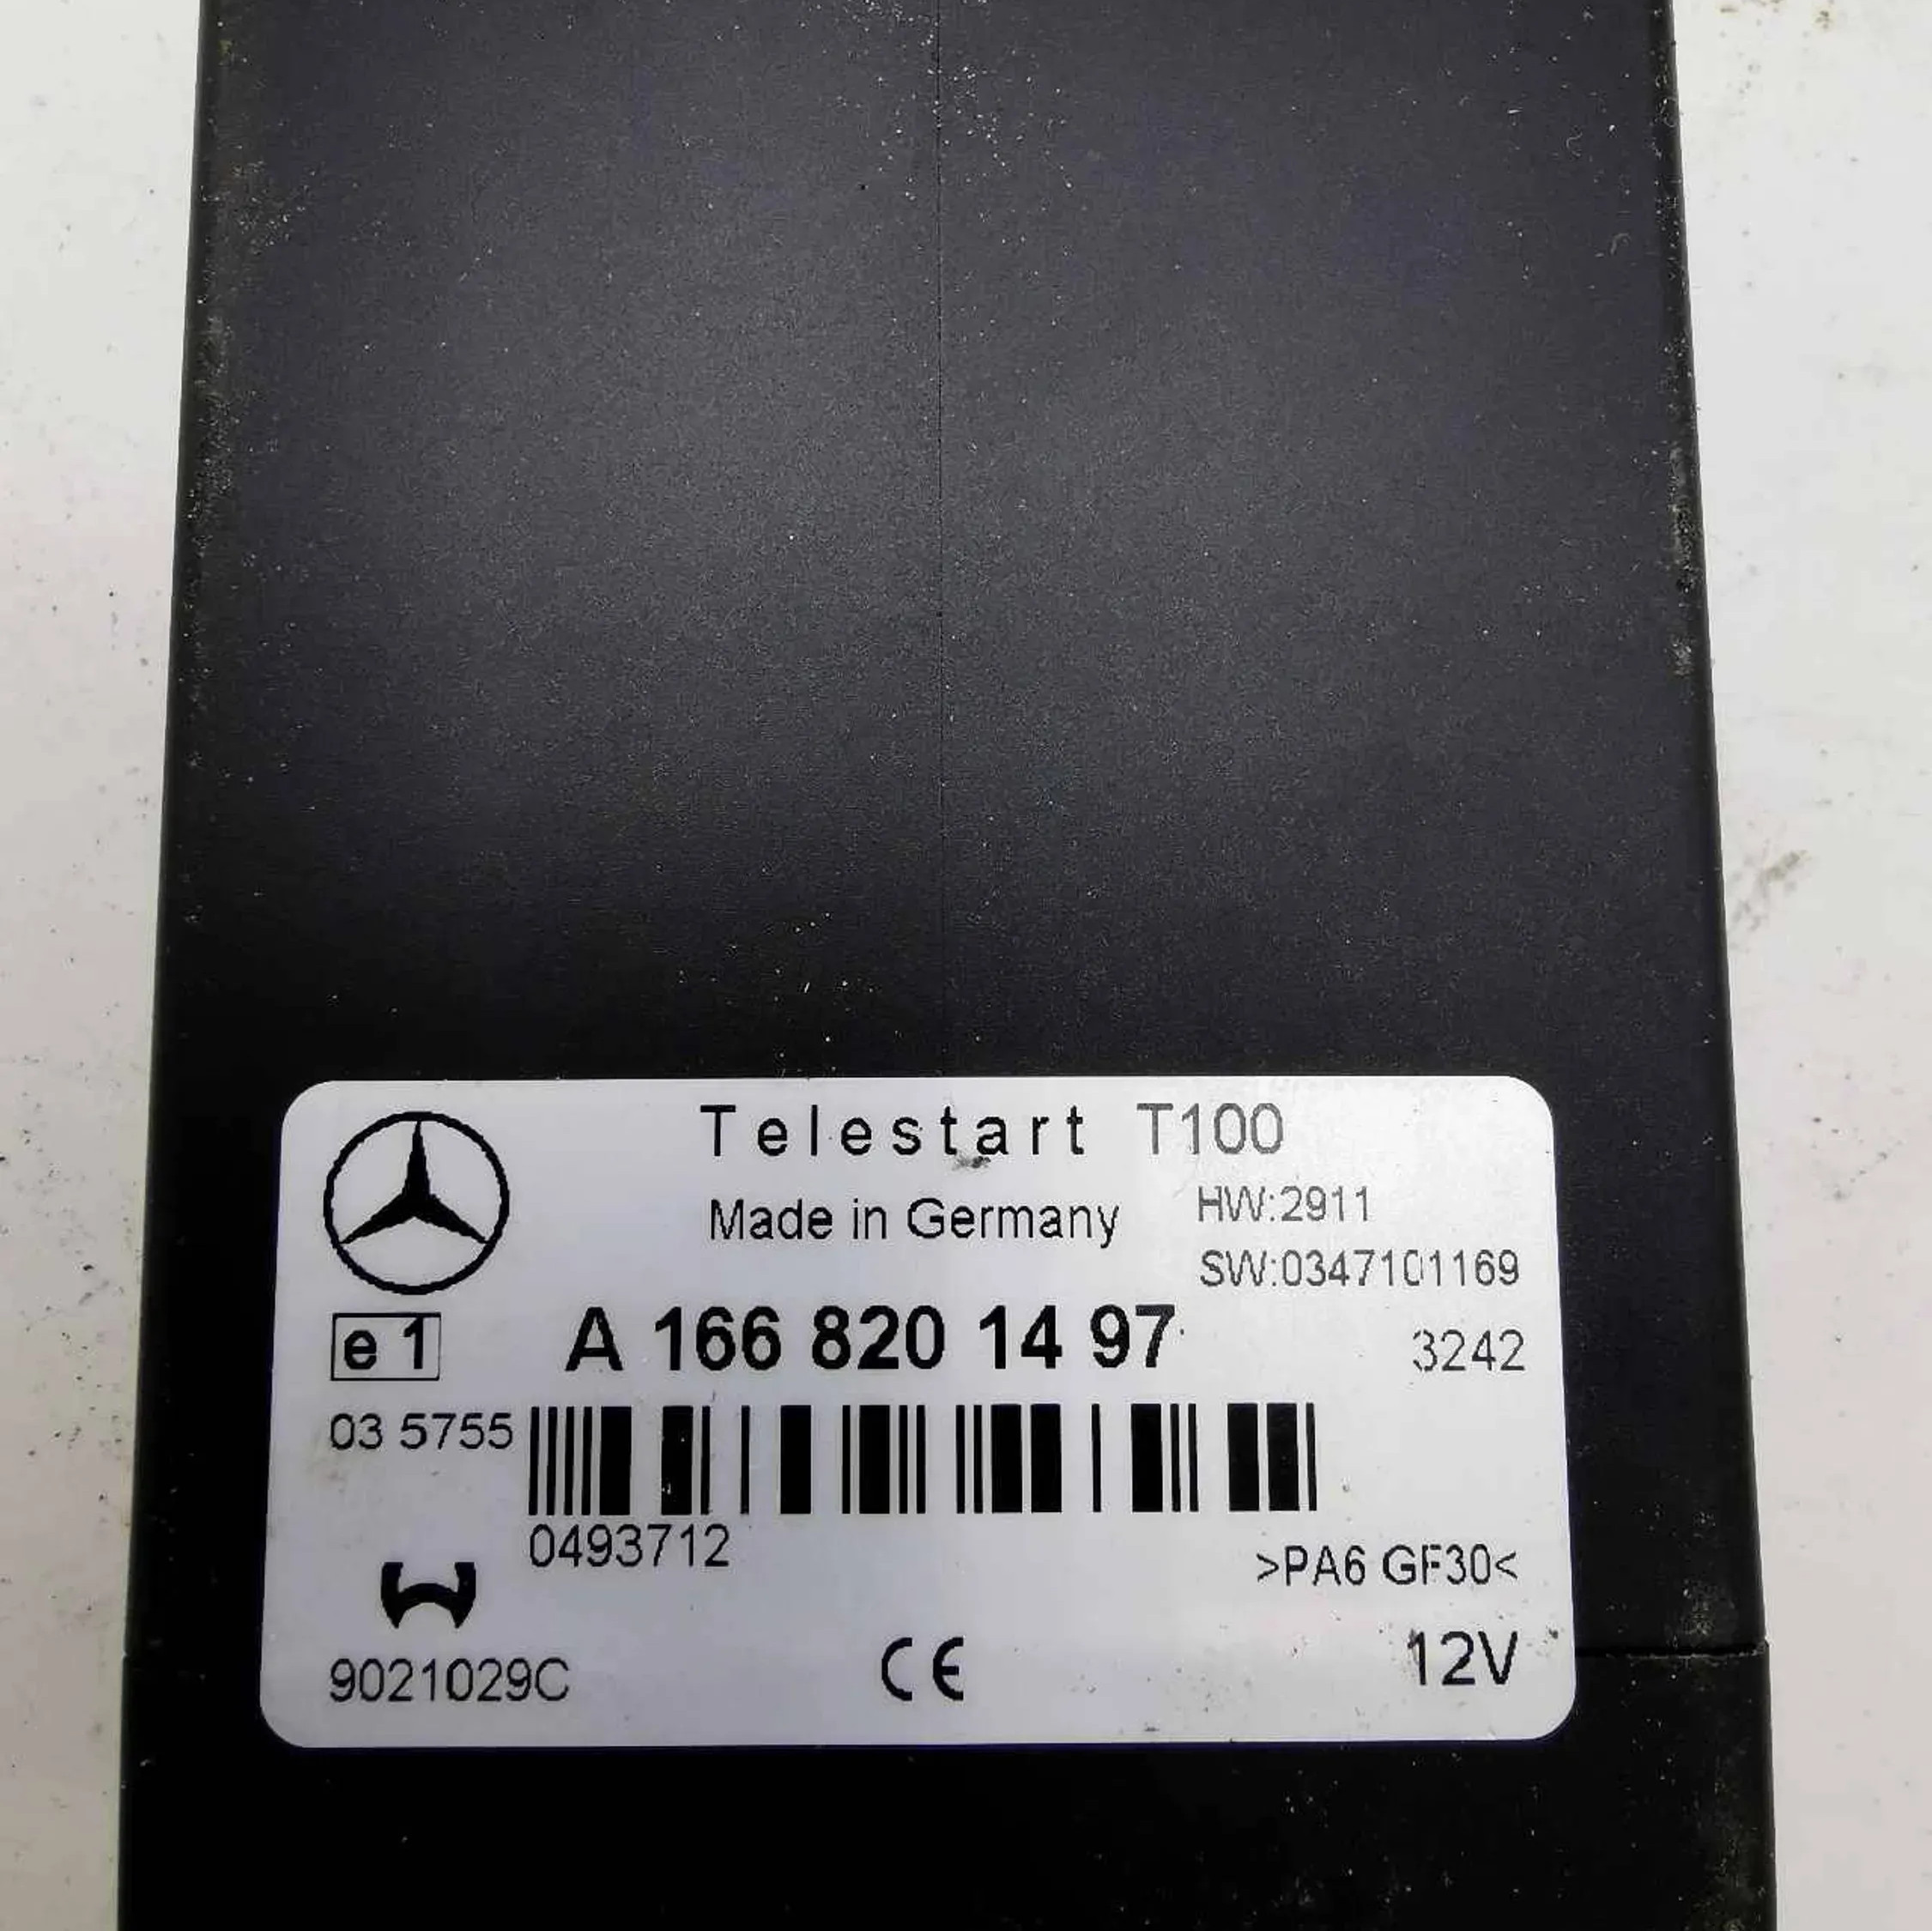 Telestart T100
Made in Germany
HW:2911
SW:0347101169
e1
A 166 820 14 97
3242
03 5755
0493712
>PA6 GF30<
9021029C
CE
12V